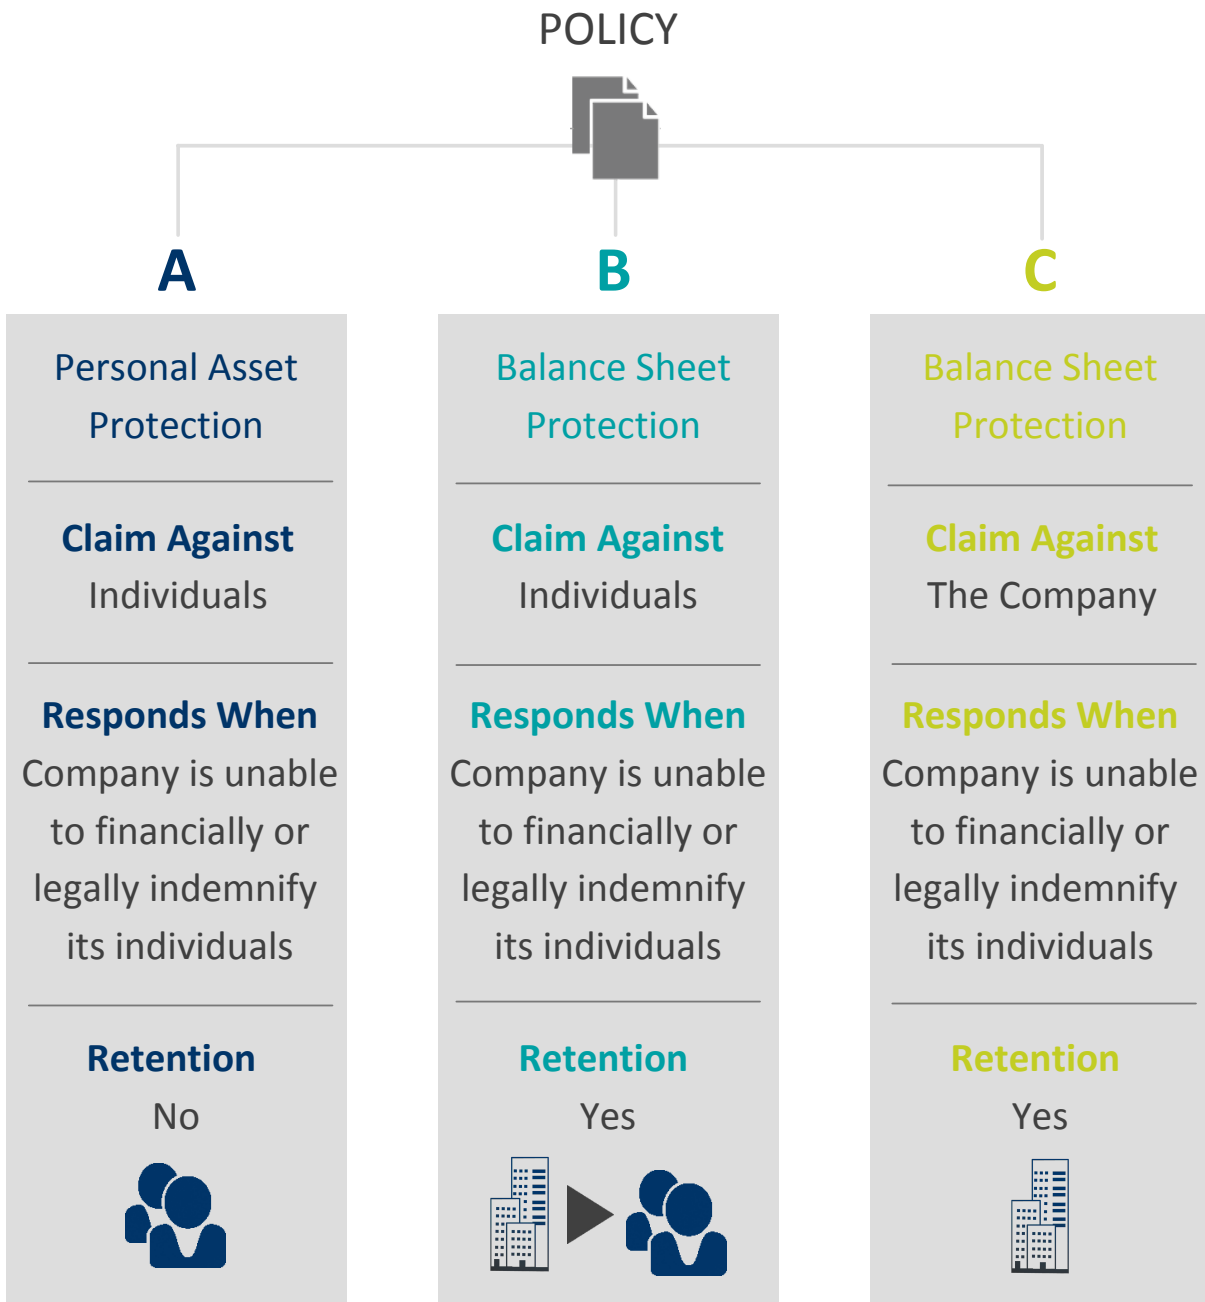 POLICY
A
Personal Asset
Protection
Claim Against
Individuals
Responds When
Company is unable
to financially or
legally indemnify
its individuals
Retention
No
B
Balance Sheet
Protection
Claim Against
Individuals
Responds When
Company is unable
to financially or
legally indemnify
its individuals
Retention
Yes
C
Balance Sheet
Protection
Claim Against
The Company
Responds When
Company is unable
to financially or
legally indemnify
its individuals
Retention
Yes